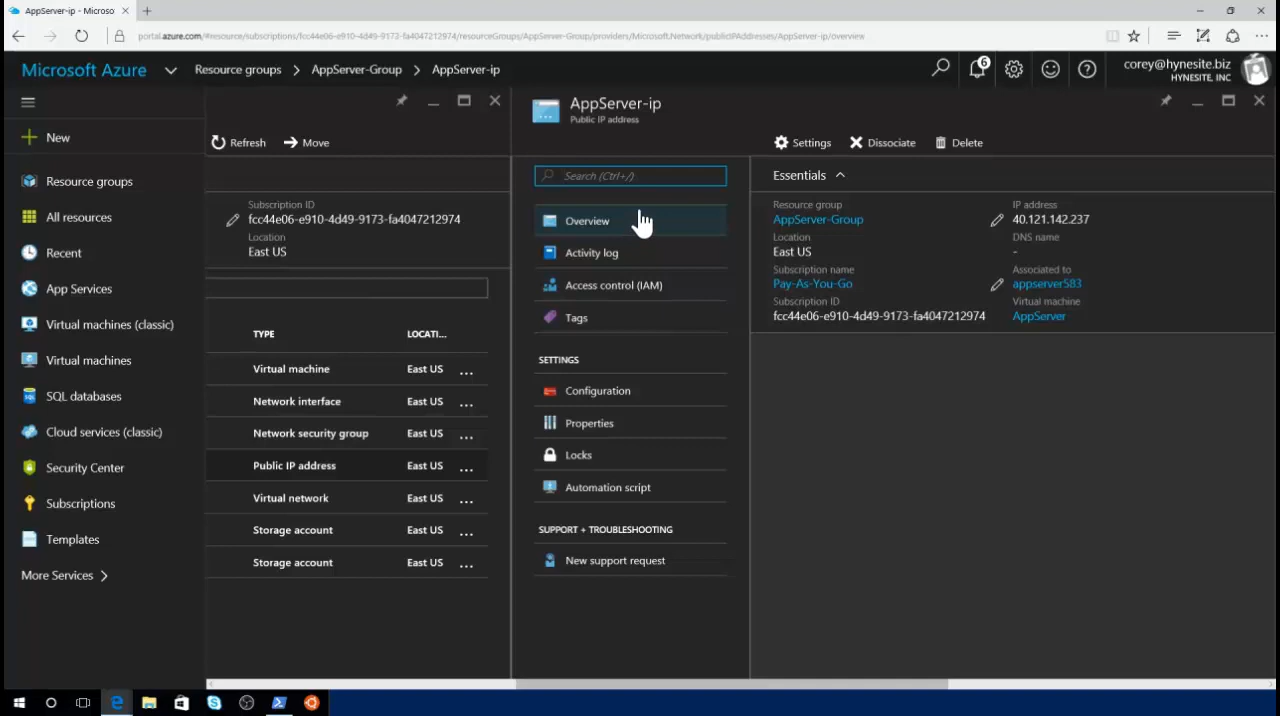 AppServer-ip - Microso
portal.azure.com/#resource/subscriptions/fcc44e06-e910-4d49-9173-fa4047212974/resourceGroups/AppServer-Group/providers/Microsoft.Network/publicIPAddresses/AppServer-ip/overview
Microsoft Azure
Resource groups > AppServer-Group > AppServer-ip
6
corey@hynesite.biz
HYNESITE, INC
New
Resource groups
All resources
Recent
App Services
Virtual machines (classic)
Virtual machines
SQL databases
Cloud services (classic)
Security Center
Subscriptions
Templates
More Services >
Refresh
Move
Subscription ID
fcc44e06-e910-4d49-9173-fa4047212974
Location
East US
TYPE LOCATI...
Virtual machine East US ...
Network interface East US ...
Network security group East US ...
Public IP address East US ...
Virtual network East US ...
Storage account East US ...
Storage account East US ...
AppServer-ip
Public IP address
Search (Ctrl+/)
Overview
Activity log
Access control (IAM)
Tags
SETTINGS
Configuration
Properties
Locks
Automation script
SUPPORT + TROUBLESHOOTING
New support request
Settings
Dissociate
Delete
Essentials
Resource group
AppServer-Group
Location
East US
Subscription name
Pay-As-You-Go
Subscription ID
fcc44e06-e910-4d49-9173-fa4047212974
IP address
40.121.142.237
DNS name
-
Associated to
appserver583
Virtual machine
AppServer